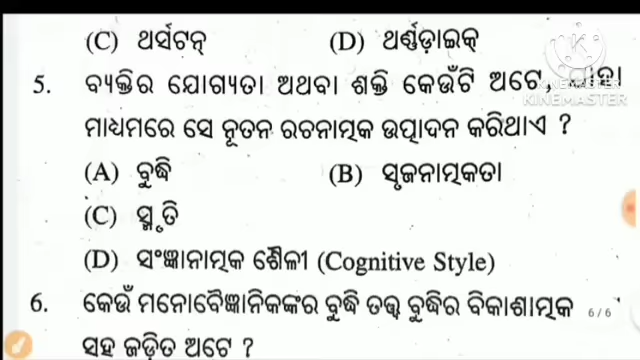 (C) ଥର୍ସଟନ୍ (D) ଥର୍ଣ୍ଣଡ଼ାଇକ୍
5. ବ୍ୟକ୍ତିର ଯୋଗ୍ୟତା ଅଥବା ଶକ୍ତି କେଉଁଟି ଅଟେ,
KINEMASTER
ମାଧ୍ୟମରେ ସେ ନୂତନ ରଚନାତ୍ମକ ଉତ୍ପାଦନ କରିଥାଏ ?
(A) ବୁଦ୍ଧି (B) ସୃଜନାତ୍ମକତା
(C) ସ୍ମୃତି
(D) ସଂଜ୍ଞାନାତ୍ମକ ଶୈଳୀ (Cognitive Style)
6. କେଉଁ ମନୋବୈଜ୍ଞାନିକଙ୍କର ବୁଦ୍ଧି ତତ୍ତ୍ୱ ବୁଦ୍ଧିର ବିକାଶାତ୍ମକ 6/6
ସହ ଜଡ଼ିତ ଅଟେ ?